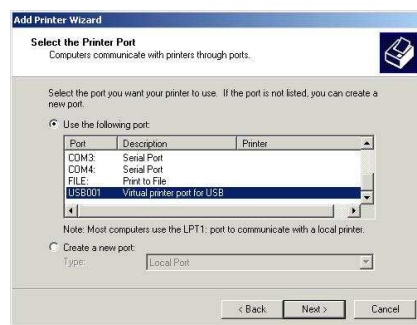 Add Printer Wizard
Select the Printer Port
Computers communicate with printers through ports.
Select the port you want your printer to use. If the port is not listed, you can create a
new port.
Use the following port:
Port Description Printer
COM3: Serial Port
COM4: Serial Port
FILE: Print to File
USB001 Virtual printer port for USB
Note: Most computers use the LPT1: port to communicate with a local printer.
Create a new port:
Type: Local Port
< Back Next > Cancel